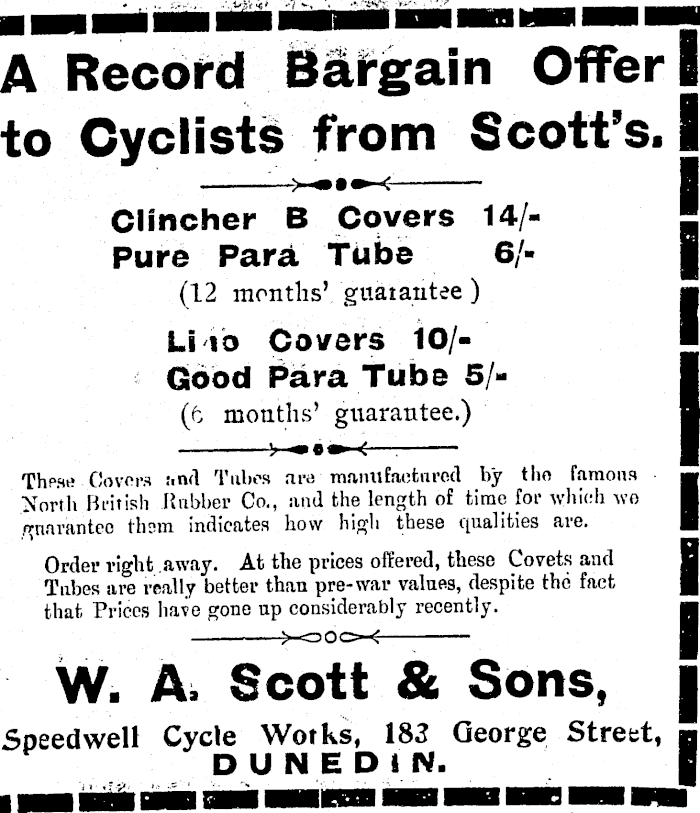 A Record Bargain Offer
to Cyclists from Scott's.
Clincher B Covers 14/-
Pure Para Tube 6/-
(12 months' guarantee)
Covers 10/-
Good Para Tube 5/-
(6 months' guarantee.)
These Covers and Tubes are manufactured by the famous
North British Rubber Co., and the length of time for which we
guarantee them indicates how high these qualities are.
Order right away. At the prices offered, these Covets and
Tubes are really better than pre-war values, despite the fact
that Prices have gone up considerably recently.
W. A. Scott & Sons,
Speedwell Cycle Works, 183 George Street,
DUNEDIN.